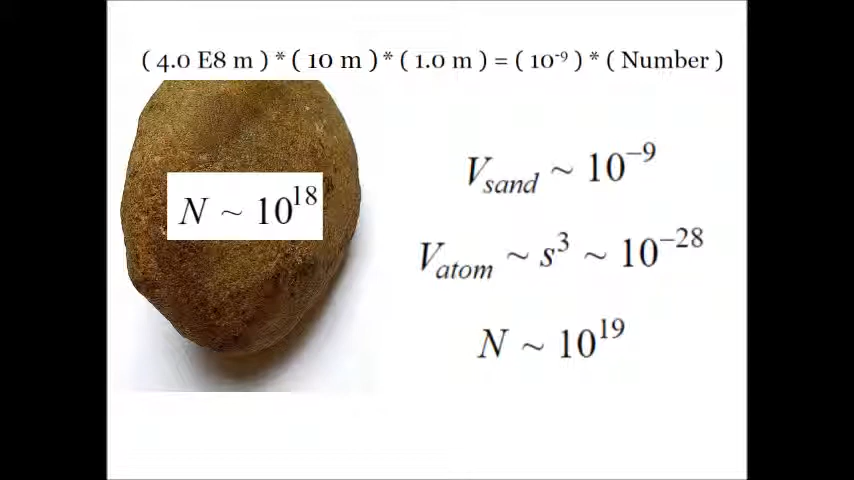 ( 4.0 E8 m ) * ( 10 m ) * ( 1.0 m ) = ( 10⁻⁹ ) * ( Number )
N ~ 10¹⁸
V_sand ~ 10⁻⁹
V_atom ~ s³ ~ 10⁻²⁸
N ~ 10¹⁹